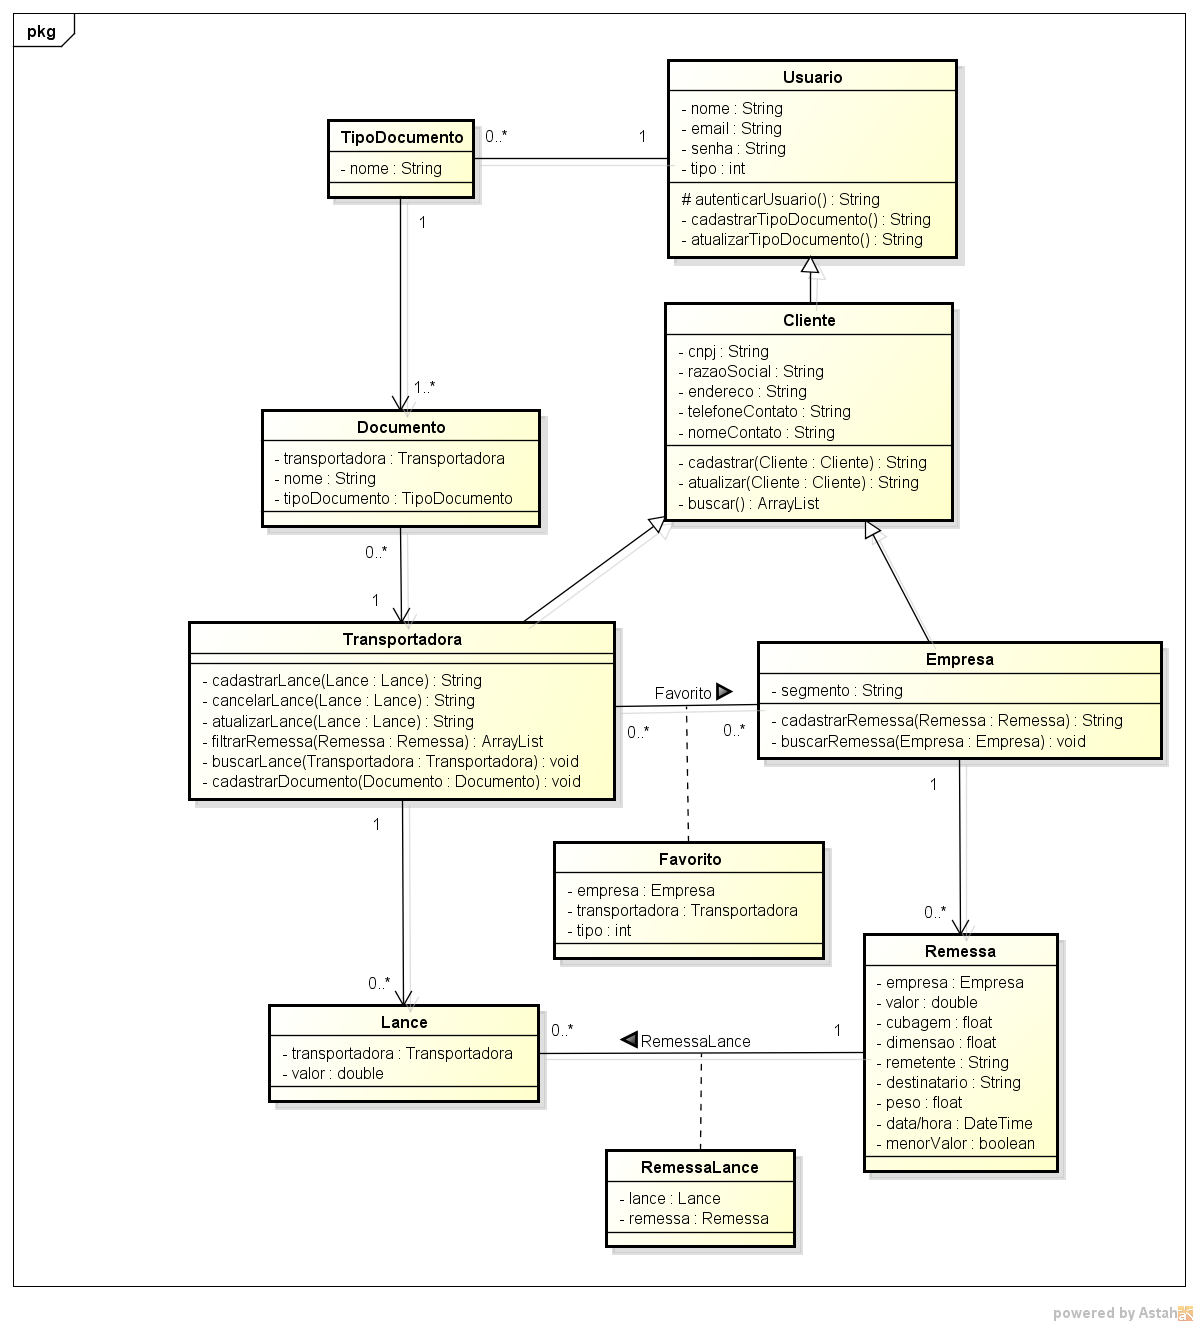 pkg
Usuario
- nome : String
- email : String
- senha : String
- tipo : int
# autenticarUsuario() : String
- cadastrarTipoDocumento() : String
- atualizarTipoDocumento() : String
TipoDocumento
- nome : String
0..*
1
1
1..*
Cliente
- cnpj : String
- razaoSocial : String
- endereco : String
- telefoneContato : String
- nomeContato : String
- cadastrar(Cliente : Cliente) : String
- atualizar(Cliente : Cliente) : String
- buscar() : ArrayList
Documento
- transportadora : Transportadora
- nome : String
- tipoDocumento : TipoDocumento
0..*
1
Transportadora
- cadastrarLance(Lance : Lance) : String
- cancelarLance(Lance : Lance) : String
- atualizarLance(Lance : Lance) : String
- filtrarRemessa(Remessa : Remessa) : ArrayList
- buscarLance(Transportadora : Transportadora) : void
- cadastrarDocumento(Documento : Documento) : void
Favorito
0..*
0..*
Empresa
- segmento : String
- cadastrarRemessa(Remessa : Remessa) : String
- buscarRemessa(Empresa : Empresa) : void
1
0..*
1
0..*
Favorito
- empresa : Empresa
- transportadora : Transportadora
- tipo : int
Remessa
- empresa : Empresa
- valor : double
- cubagem : float
- dimensao : float
- remetente : String
- destinatario : String
- peso : float
- data/hora : DateTime
- menorValor : boolean
Lance
- transportadora : Transportadora
- valor : double
0..*
RemessaLance
1
RemessaLance
- lance : Lance
- remessa : Remessa
powered by Astah